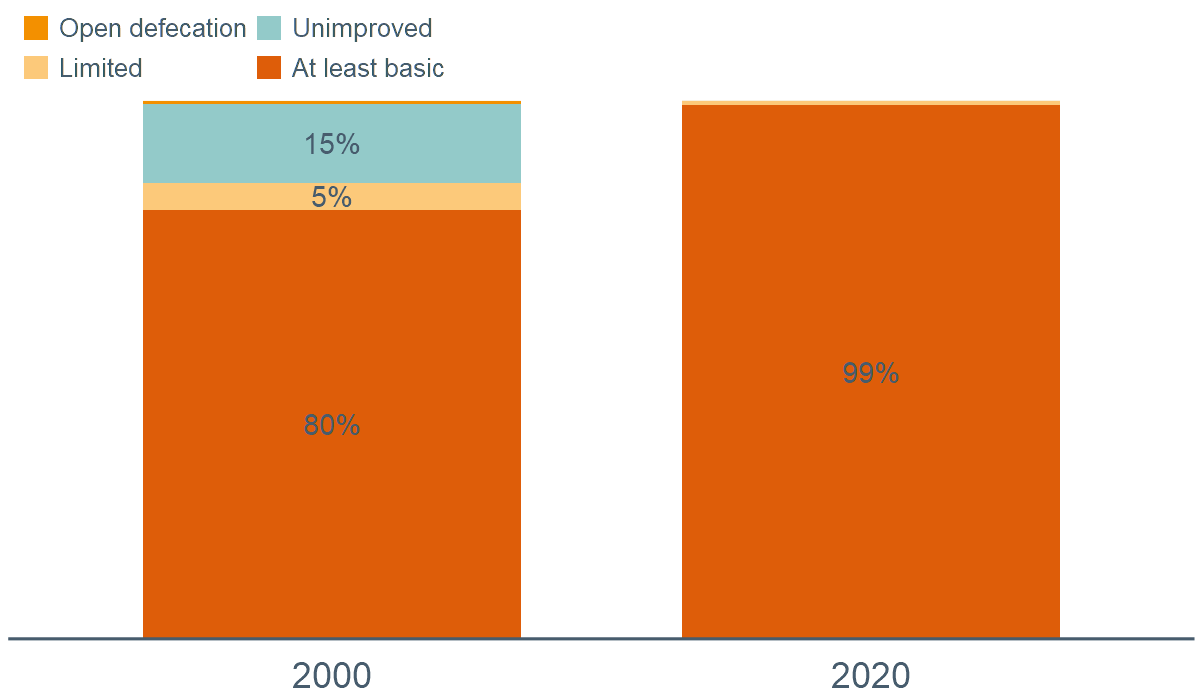 Open defecation Unimproved
Limited At least basic
15%
5%
80%
99%
2000 2020